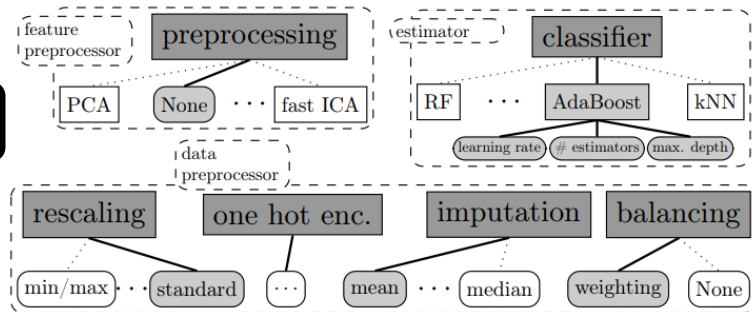 feature
preprocessor
preprocessing
PCA
None
· · ·
fast ICA
estimator
classifier
RF
· · ·
AdaBoost
kNN
learning rate
# estimators
max. depth
data
preprocessor
rescaling
one hot enc.
imputation
balancing
min/max
· · ·
standard
· · ·
mean
· · ·
median
weighting
None